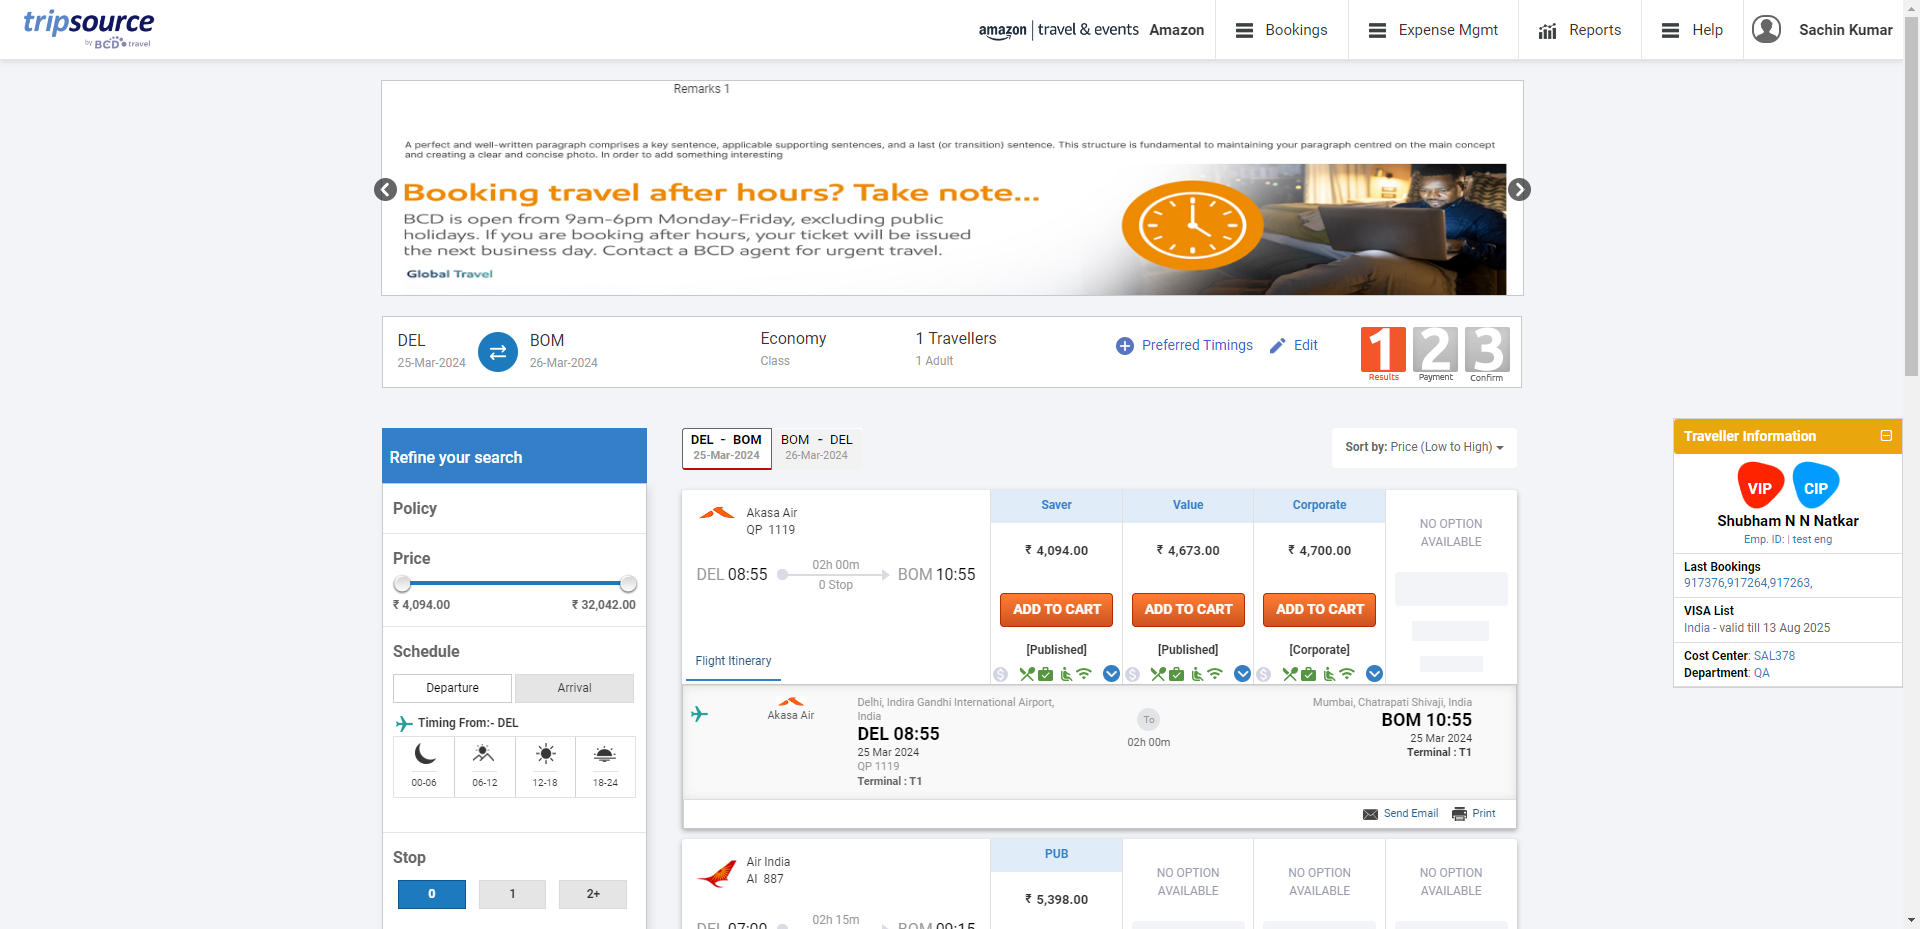 tripsource
by BCD travel
amazon | travel & events Amazon
Bookings
Expense Mgmt
Reports
Help
Sachin Kumar
Remarks 1
A perfect and well-written paragraph comprises a key sentence, applicable supporting sentences, and a last (or transition) sentence. This structure is fundamental to maintaining your paragraph centred on the main concept
and creating a clear and concise photo. In order to add something interesting
Booking travel after hours? Take note...
BCD is open from 9am-6pm Monday-Friday, excluding public
holidays. If you are booking after hours, your ticket will be issued
the next business day. Contact a BCD agent for urgent travel.
Global Travel
DEL
25-Mar-2024
BOM
26-Mar-2024
Economy
Class
1 Travellers
1 Adult
Preferred Timings
Edit
1 2 3
Results Payment Confirm
Refine your search
Policy
Price
₹ 4,094.00 ₹ 32,042.00
Schedule
Departure Arrival
Timing From:- DEL
00-06 06-12 12-18 18-24
Stop
0 1 2+
DEL - BOM
25-Mar-2024
BOM - DEL
26-Mar-2024
Sort by: Price (Low to High)
Akasa Air
QP 1119
DEL 08:55
02h 00m
0 Stop
BOM 10:55
Flight Itinerary
Saver
₹ 4,094.00
ADD TO CART
[Published]
Value
₹ 4,673.00
ADD TO CART
[Published]
Corporate
₹ 4,700.00
ADD TO CART
[Corporate]
NO OPTION
AVAILABLE
Akasa Air
Delhi, Indira Gandhi International Airport,
India
DEL 08:55
25 Mar 2024
QP 1119
Terminal : T1
To
02h 00m
Mumbai, Chatrapati Shivaji, India
BOM 10:55
25 Mar 2024
Terminal : T1
Send Email
Print
Air India
AI 887
DEL 07:00
02h 15m
BOM 09:15
PUB
₹ 5,398.00
NO OPTION
AVAILABLE
NO OPTION
AVAILABLE
NO OPTION
AVAILABLE
Traveller Information
VIP CIP
Shubham N N Natkar
Emp. ID: | test eng
Last Bookings
917376,917264,917263,
VISA List
India - valid till 13 Aug 2025
Cost Center: SAL378
Department: QA